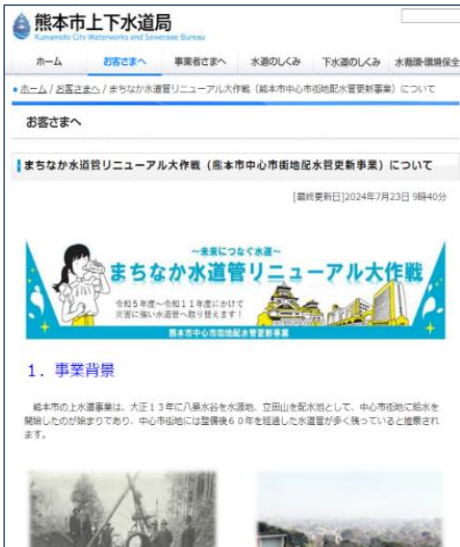 熊本市上下水道局
Kumamoto City Waterworks and Sewerage Bureau
ホーム
お客さまへ
事業者さまへ
水道のしくみ
下水道のしくみ
水循環・環境保全
ホーム / お客さまへ / まちなか水道管リニューアル大作戦（熊本市中心市街地配水管更新事業）について
お客さまへ
まちなか水道管リニューアル大作戦（熊本市中心市街地配水管更新事業）について
[最終更新日]2024年7月23日 9時40分
～未来につなぐ水道～
まちなか水道管リニューアル大作戦
令和5年度～令和11年度にかけて
災害に強い水道管へ取り替えます！
熊本市中心市街地配水管更新事業
1．事業背景
熊本市の上水道事業は、大正13年に八景水谷を水源地、立田山を配水池として、中心市街地に給水を
開始したのが始まりであり、中心市街地には整備後60年を経過した水道管が多く残っていると推察され
ます。